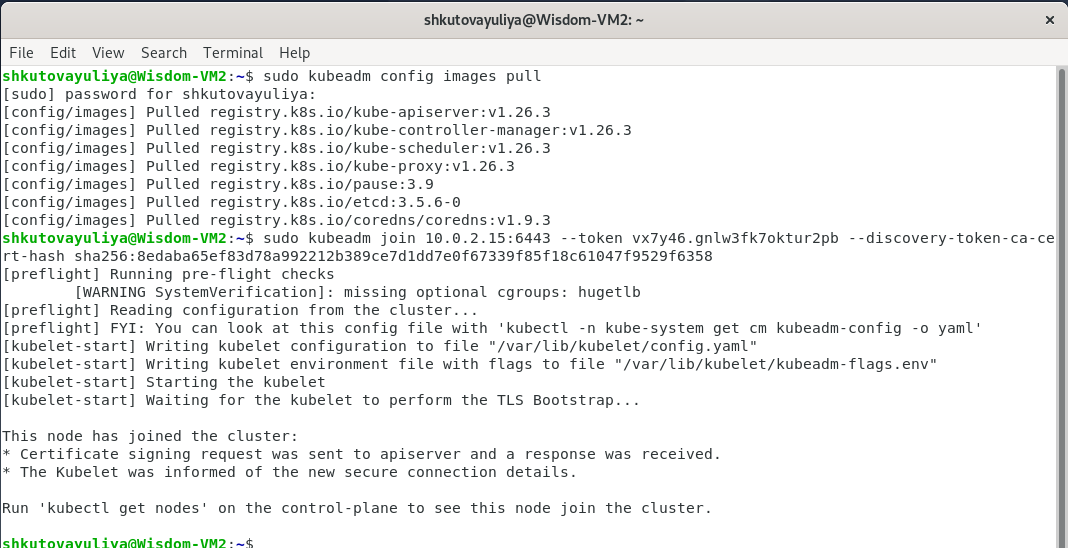 shkutovayuliya@Wisdom-VM2: ~
×
File Edit View Search Terminal Help
shkutovayuliya@Wisdom-VM2:~$ sudo kubeadm config images pull
[sudo] password for shkutovayuliya:
[config/images] Pulled registry.k8s.io/kube-apiserver:v1.26.3
[config/images] Pulled registry.k8s.io/kube-controller-manager:v1.26.3
[config/images] Pulled registry.k8s.io/kube-scheduler:v1.26.3
[config/images] Pulled registry.k8s.io/kube-proxy:v1.26.3
[config/images] Pulled registry.k8s.io/pause:3.9
[config/images] Pulled registry.k8s.io/etcd:3.5.6-0
[config/images] Pulled registry.k8s.io/coredns/coredns:v1.9.3
shkutovayuliya@Wisdom-VM2:~$ sudo kubeadm join 10.0.2.15:6443 --token vx7y46.gnlw3fk7oktur2pb --discovery-token-ca-ce
rt-hash sha256:8edaba65ef83d78a992212b389ce7d1dd7e0f67339f85f18c61047f9529f6358
[preflight] Running pre-flight checks
        [WARNING SystemVerification]: missing optional cgroups: hugetlb
[preflight] Reading configuration from the cluster...
[preflight] FYI: You can look at this config file with 'kubectl -n kube-system get cm kubeadm-config -o yaml'
[kubelet-start] Writing kubelet configuration to file "/var/lib/kubelet/config.yaml"
[kubelet-start] Writing kubelet environment file with flags to file "/var/lib/kubelet/kubeadm-flags.env"
[kubelet-start] Starting the kubelet
[kubelet-start] Waiting for the kubelet to perform the TLS Bootstrap...
This node has joined the cluster:
* Certificate signing request was sent to apiserver and a response was received.
* The Kubelet was informed of the new secure connection details.
Run 'kubectl get nodes' on the control-plane to see this node join the cluster.
shkutovayuliya@Wisdom-VM2:~$